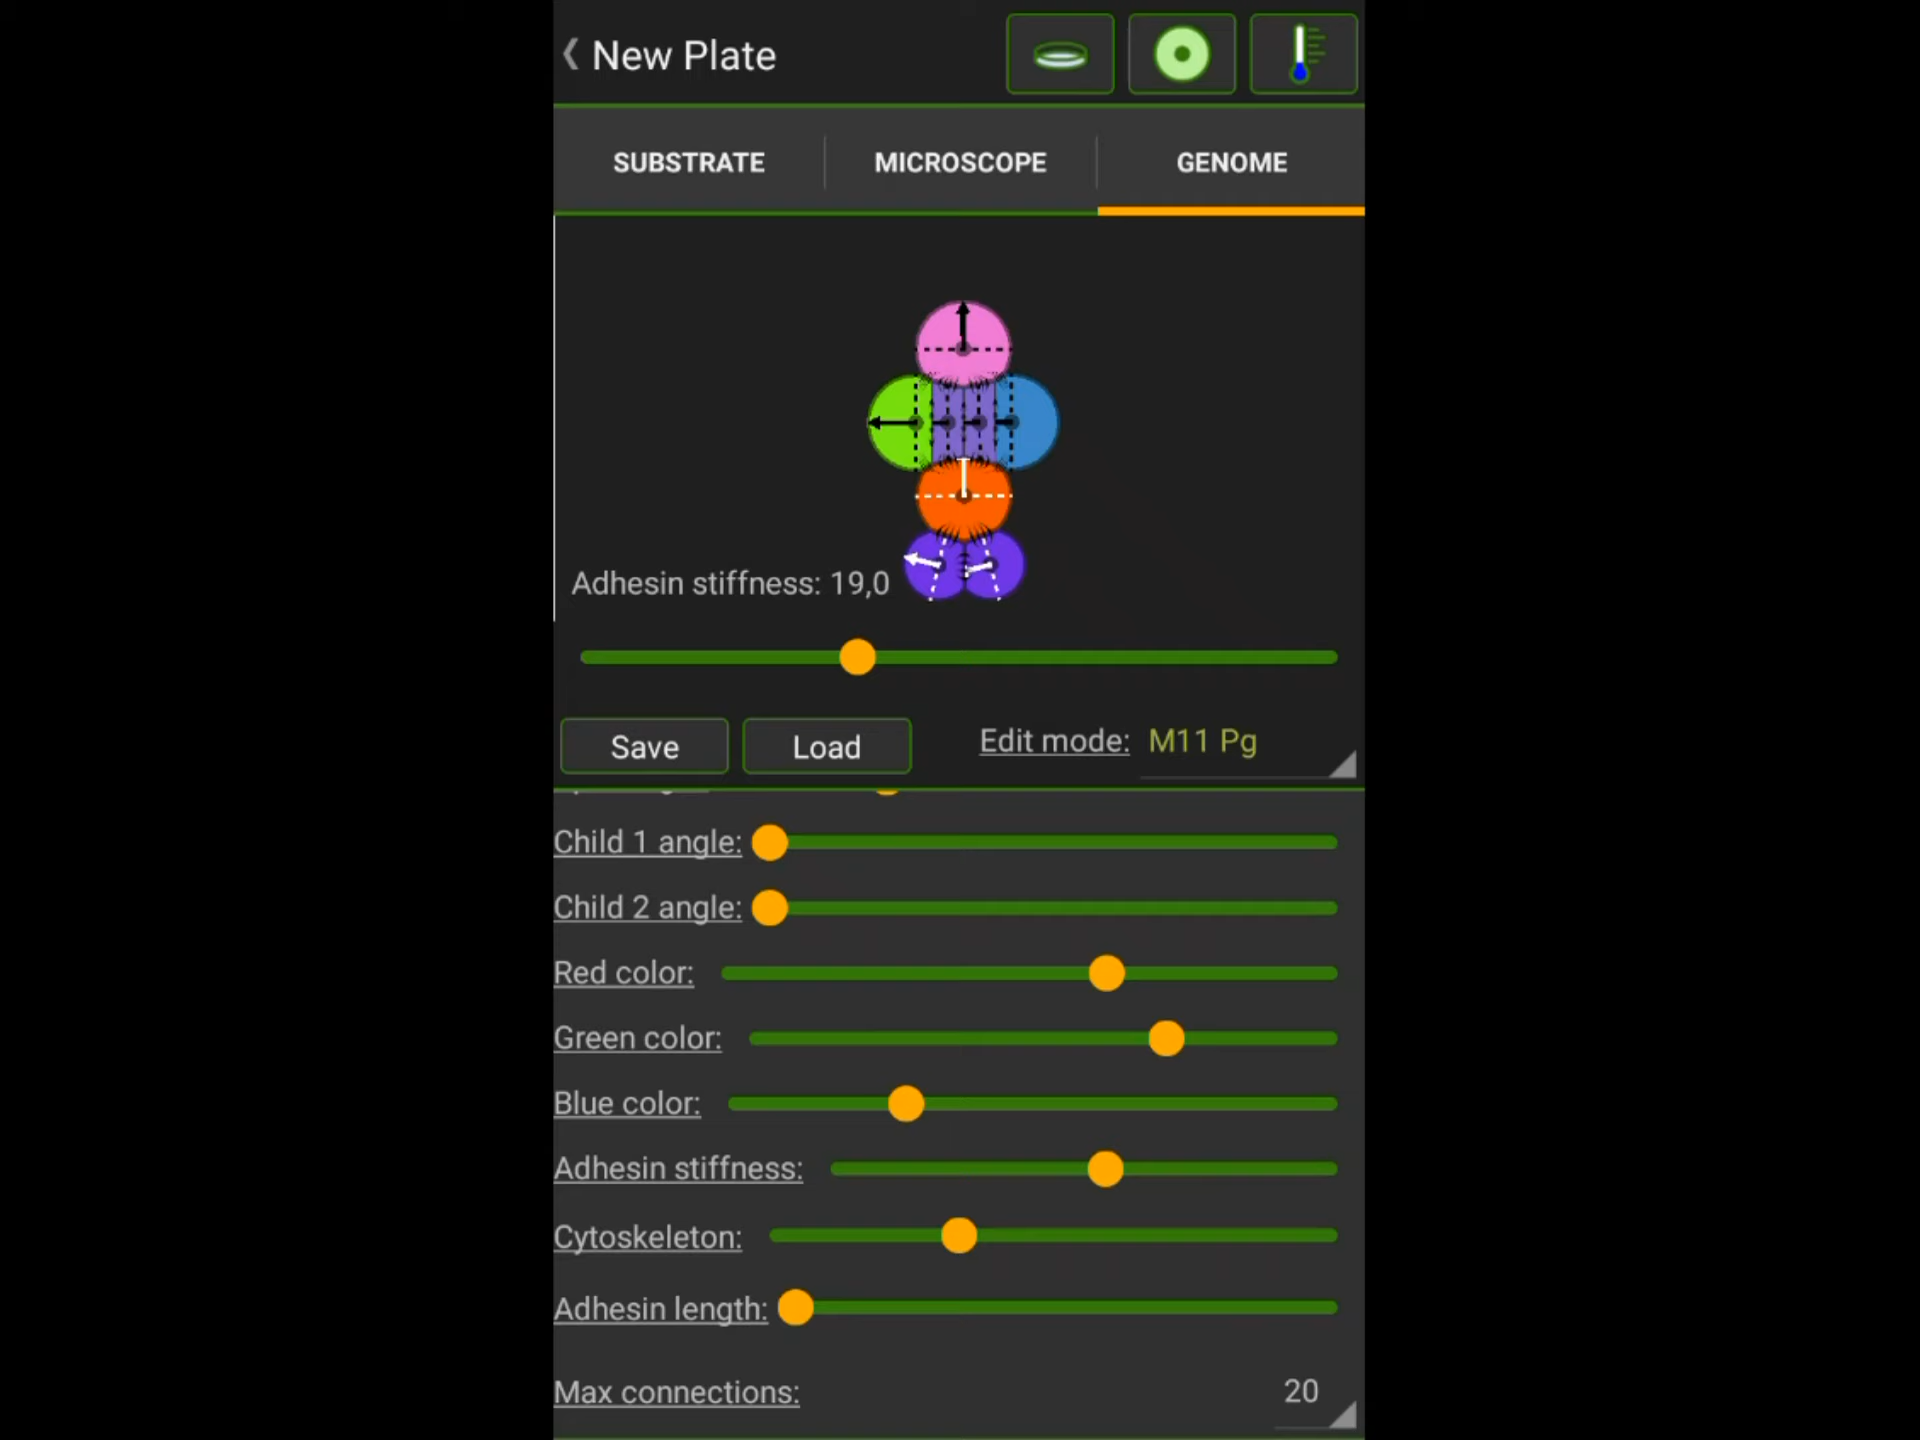 New Plate
SUBSTRATE
MICROSCOPE
GENOME
Adhesin stiffness: 19,0
Save
Load
Edit mode: M11 Pg
Child 1 angle:
Child 2 angle:
Red color:
Green color:
Blue color:
Adhesin stiffness:
Cytoskeleton:
Adhesin length:
Max connections: 20